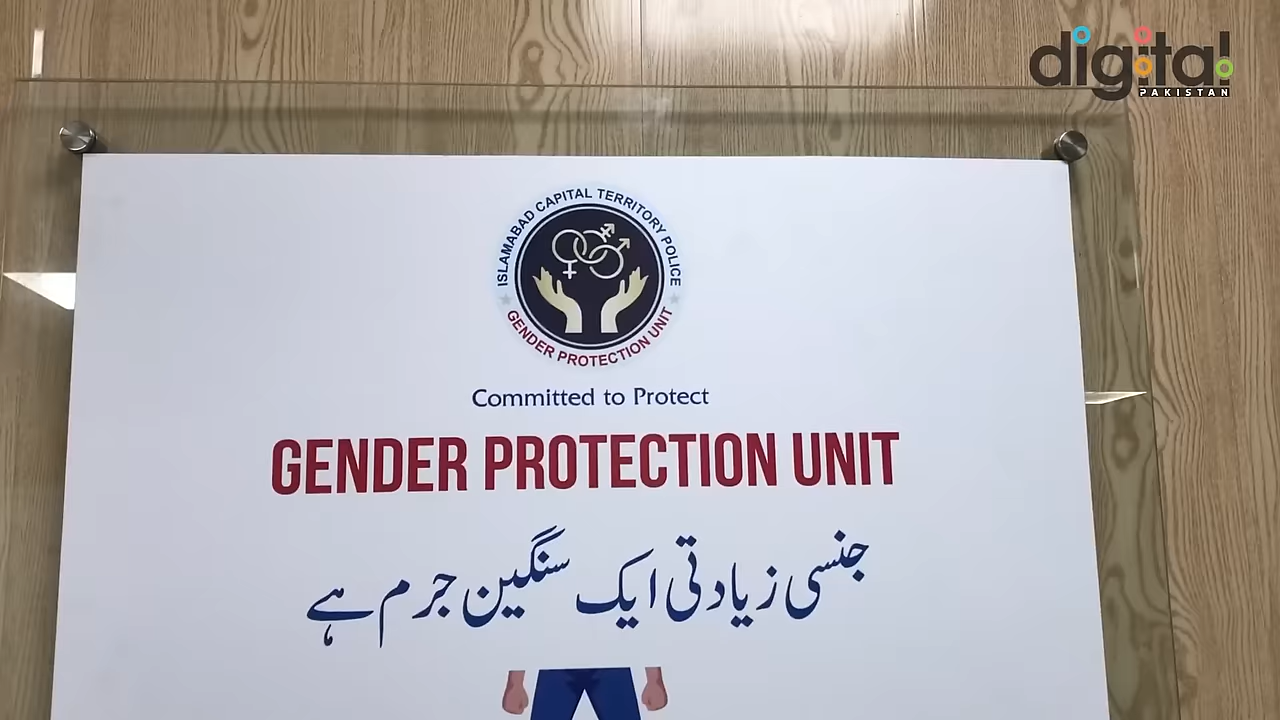 digital
PAKISTAN
ISLAMABAD CAPITAL TERRITORY POLICE
GENDER PROTECTION UNIT
Committed to Protect
GENDER PROTECTION UNIT
جنسی زیادتی ایک سنگین جرم ہے